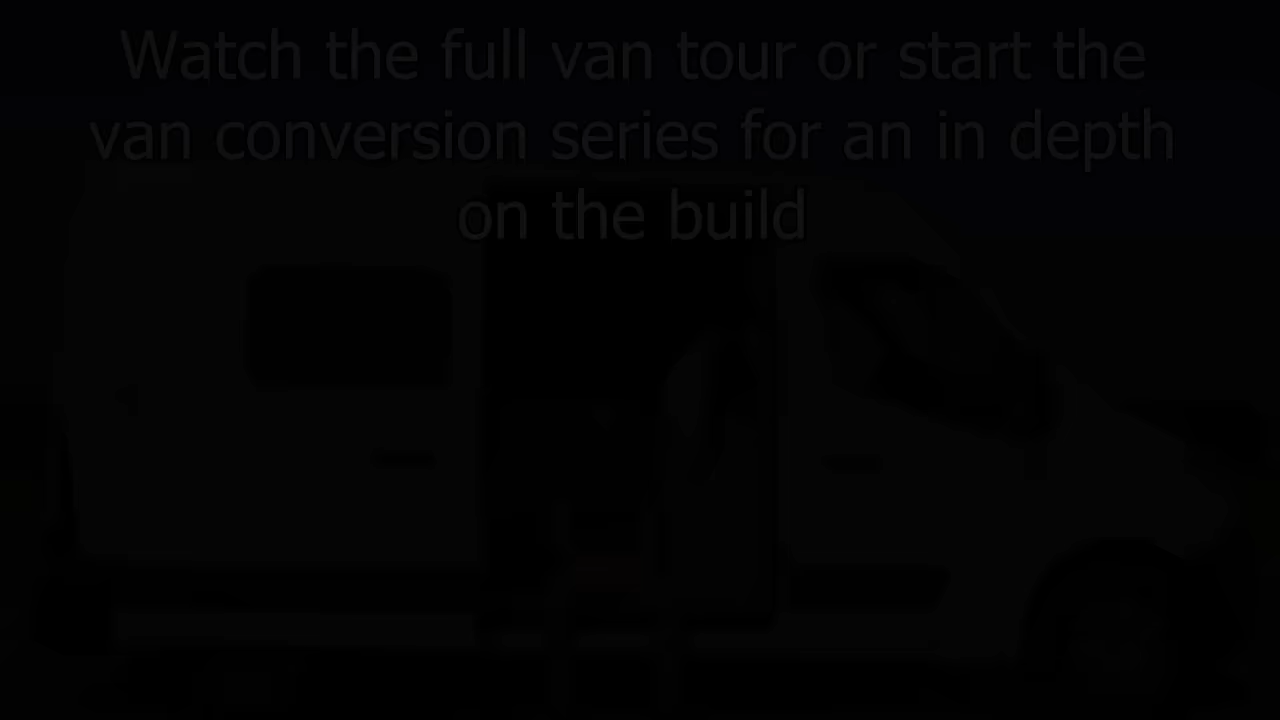 Watch the full van tour or start the
van conversion series for an in depth
on the build